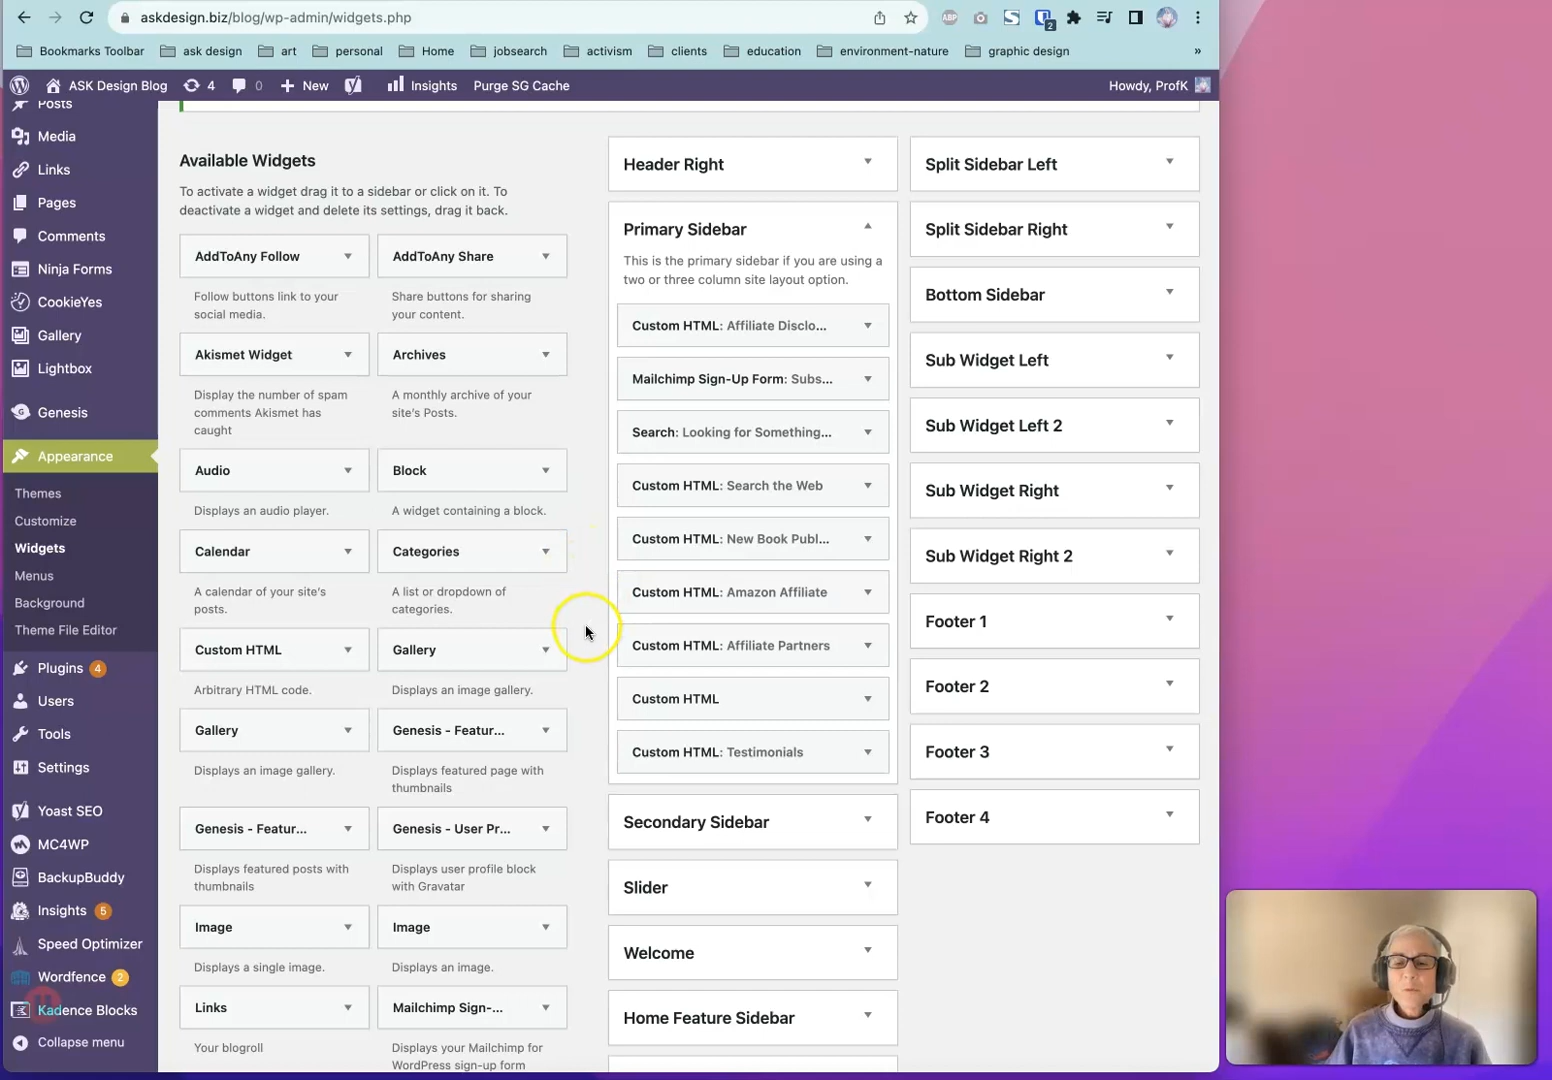 askdesign.biz/blog/wp-admin/widgets.php
ABP
2
Bookmarks Toolbar
ask design
art
personal
Home
jobsearch
activism
clients
education
environment-nature
graphic design
»
ASK Design Blog
4
0
New
Insights
Purge SG Cache
Howdy, ProfK
Posts
Media
Links
Pages
Comments
Ninja Forms
CookieYes
Gallery
Lightbox
Genesis
Appearance
Themes
Customize
Widgets
Menus
Background
Theme File Editor
Plugins 4
Users
Tools
Settings
Yoast SEO
MC4WP
BackupBuddy
Insights 5
Speed Optimizer
Wordfence 2
Kadence Blocks
Collapse menu
Available Widgets
To activate a widget drag it to a sidebar or click on it. To
deactivate a widget and delete its settings, drag it back.
AddToAny Follow
Follow buttons link to your
social media.
AddToAny Share
Share buttons for sharing
your content.
Akismet Widget
Display the number of spam
comments Akismet has
caught
Archives
A monthly archive of your
site's Posts.
Audio
Displays an audio player.
Block
A widget containing a block.
Calendar
A calendar of your site's
posts.
Categories
A list or dropdown of
categories.
Custom HTML
Arbitrary HTML code.
Gallery
Displays an image gallery.
Gallery
Displays an image gallery.
Genesis - Featur...
Displays featured page with
thumbnails
Genesis - Featur...
Displays featured posts with
thumbnails
Genesis - User Pr...
Displays user profile block
with Gravatar
Image
Displays a single image.
Image
Displays an image.
Links
Your blogroll
Mailchimp Sign-...
Displays your Mailchimp for
WordPress sign-up form
Header Right
Primary Sidebar
This is the primary sidebar if you are using a
two or three column site layout option.
Custom HTML: Affiliate Disclo...
Mailchimp Sign-Up Form: Subs...
Search: Looking for Something...
Custom HTML: Search the Web
Custom HTML: New Book Publ...
Custom HTML: Amazon Affiliate
Custom HTML: Affiliate Partners
Custom HTML
Custom HTML: Testimonials
Secondary Sidebar
Slider
Welcome
Home Feature Sidebar
Split Sidebar Left
Split Sidebar Right
Bottom Sidebar
Sub Widget Left
Sub Widget Left 2
Sub Widget Right
Sub Widget Right 2
Footer 1
Footer 2
Footer 3
Footer 4